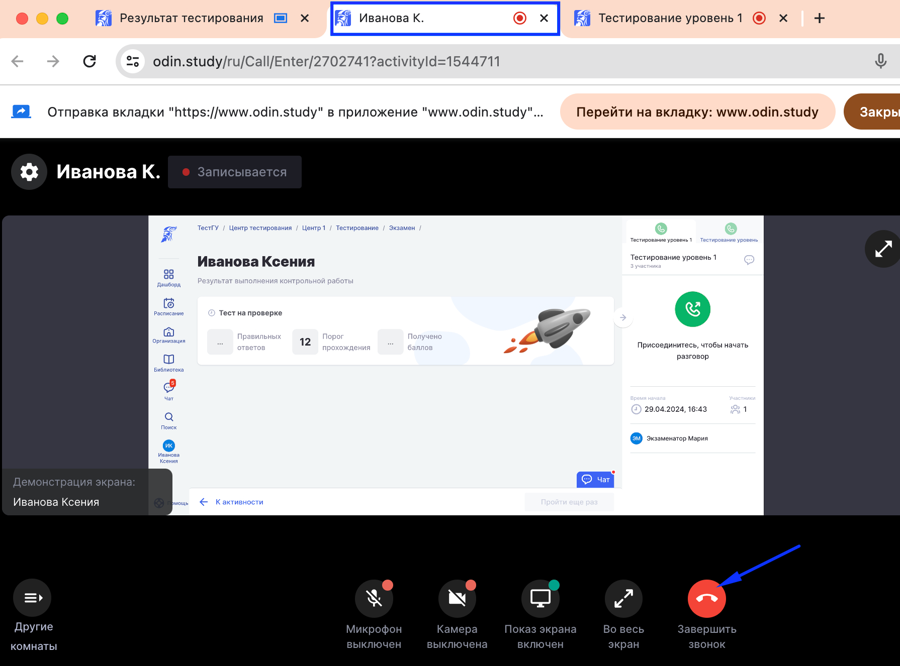 Результат тестирования
Иванова К.
Тестирование уровень 1
odin.study/ru/Call/Enter/2702741?activityId=1544711
Отправка вкладки "https://www.odin.study" в приложение "www.odin.study"...
Перейти на вкладку: www.odin.study
Закры
Иванова К.
Записывается
ТестГУ / Центр тестирования / Центр 1 / Тестирование / Экзамен /
Иванова Ксения
Результат выполнения контрольной работы
Тест на проверке
...
Правильных
ответов
12
Порог
прохождения
...
Получено
баллов
Дашборд
Расписание
Организация
Библиотека
Чат
Поиск
ИК
Иванова
Ксения
мощь
К активности
Пройти еще раз
Чат
Тестирование уровень 1
Тестирование уровень
Тестирование уровень 1
3 участника
Присоединитесь, чтобы начать
разговор
Время начала
29.04.2024, 16:43
Участники
1
ЭМ
Экзаменатор Мария
Демонстрация экрана:
Иванова Ксения
Другие
комнаты
Микрофон
выключен
Камера
выключена
Показ экрана
включен
Во весь
экран
Завершить
звонок